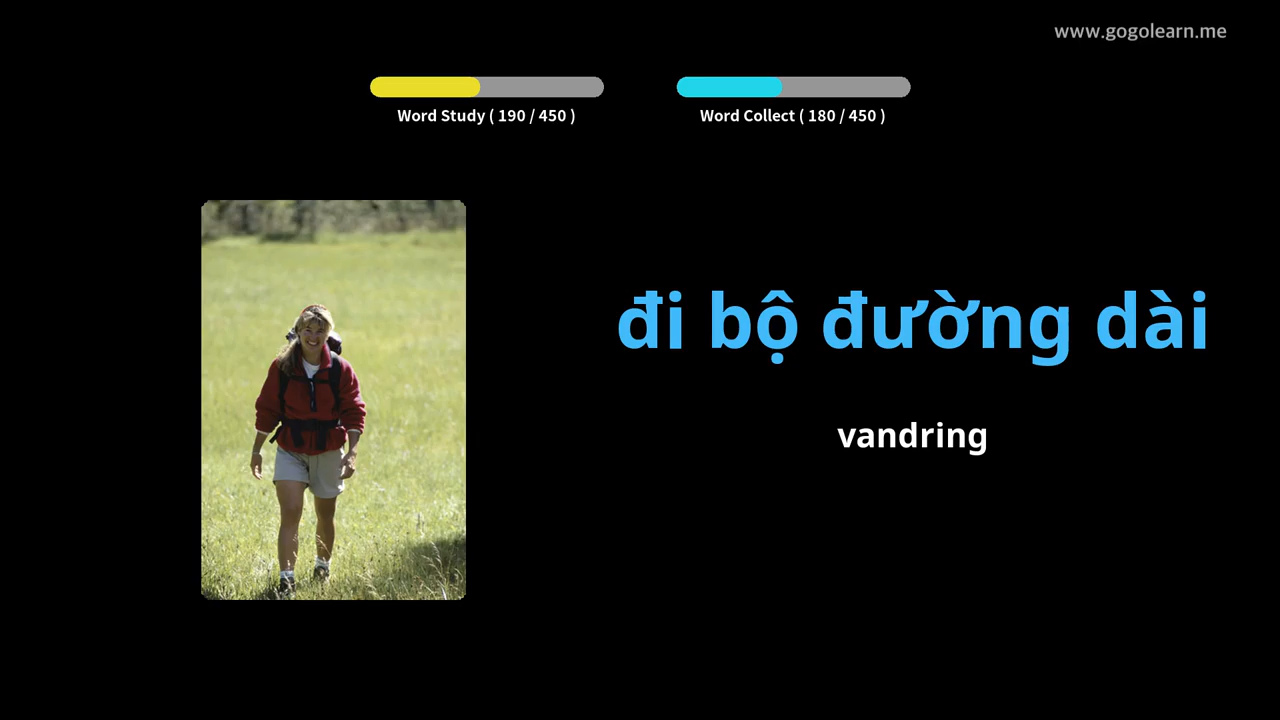 www.gogolearn.me
Word Study ( 190 / 450 )
Word Collect ( 180 / 450 )
đi bộ đường dài
vandring